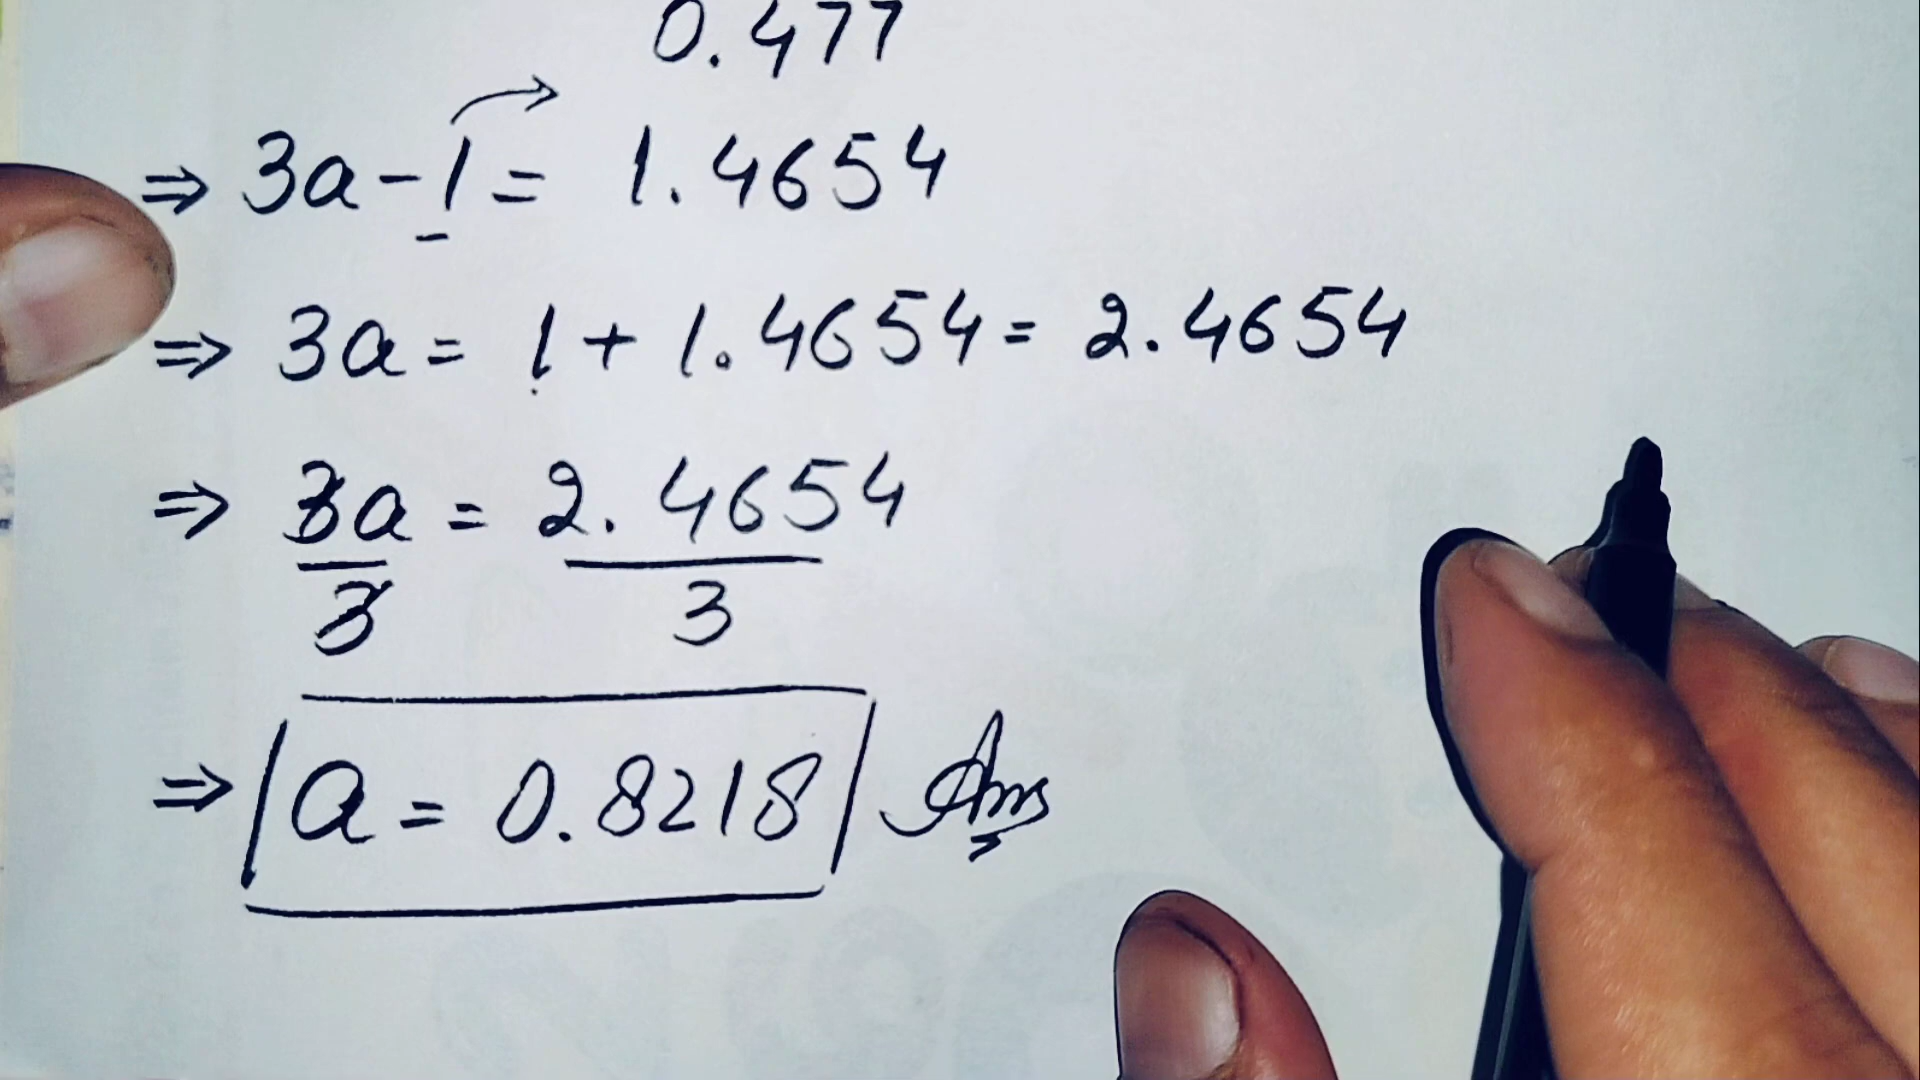 0.477
⇒ 3a - 1 = 1.4654
⇒ 3a = 1 + 1.4654 = 2.4654
⇒ 3a/3 = 2.4654/3
⇒ a = 0.8218 Ans